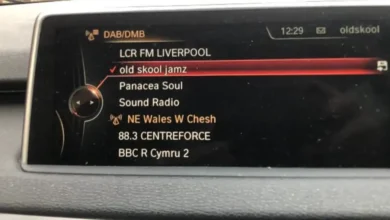 DAB/DMB 12:29 oldskool
LCR FM LIVERPOOL
old skool jamz
Panacea Soul
Sound Radio
NE Wales W Chesh
88.3 CENTREFORCE
BBC R Cymru 2